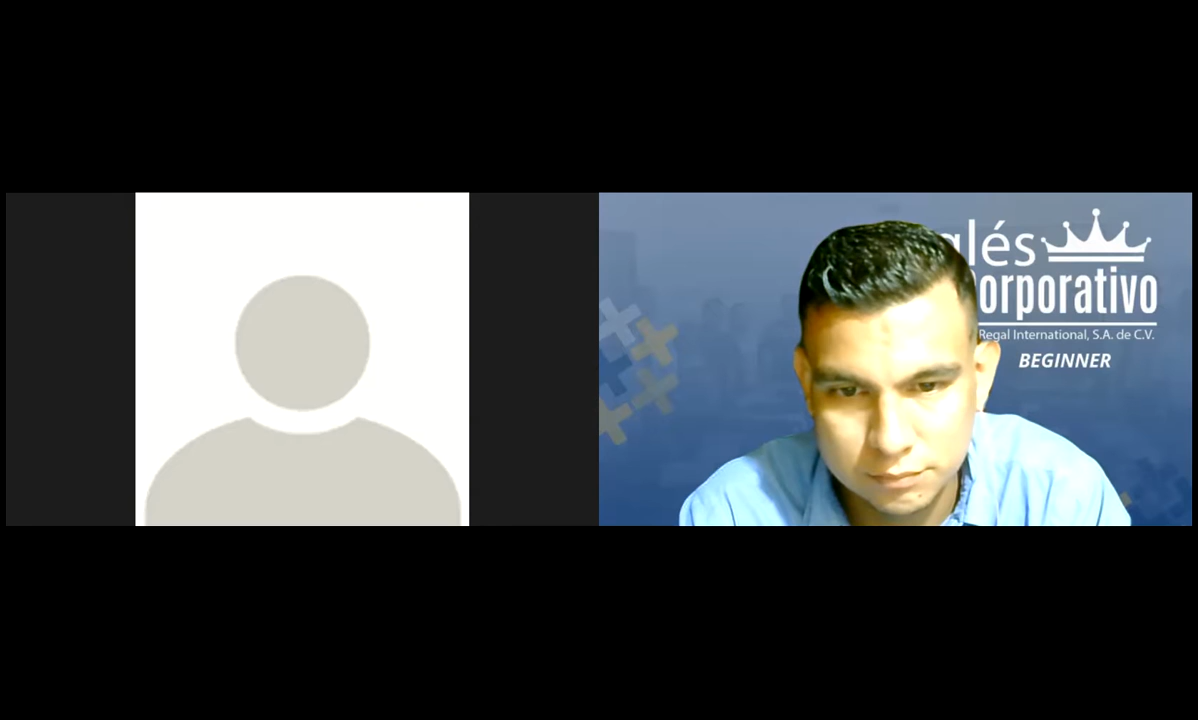 glés
orporativo
Regal International, S.A. de C.V.
BEGINNER